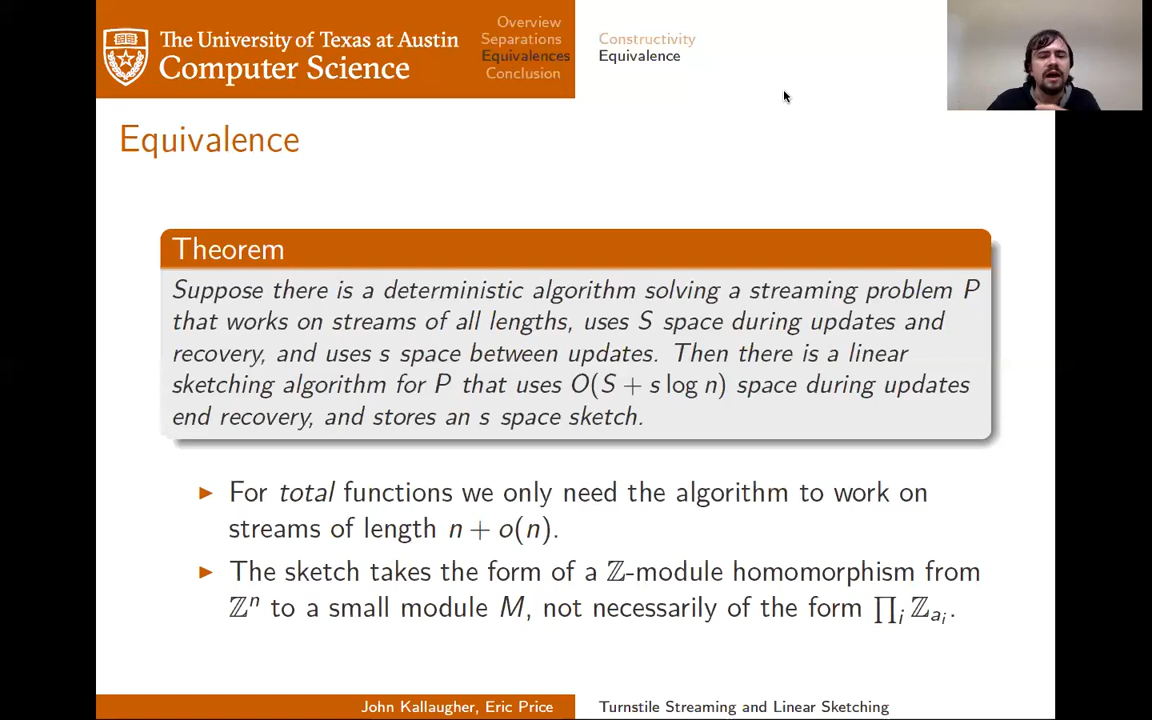 The University of Texas at Austin
Computer Science
Overview
Separations
Equivalences
Conclusion
Constructivity
Equivalence
Equivalence
Theorem
Suppose there is a deterministic algorithm solving a streaming problem P
that works on streams of all lengths, uses S space during updates and
recovery, and uses s space between updates. Then there is a linear
sketching algorithm for P that uses O(S + s log n) space during updates
end recovery, and stores an s space sketch.
► For total functions we only need the algorithm to work on
streams of length n + o(n).
► The sketch takes the form of a ℤ-module homomorphism from
ℤⁿ to a small module M, not necessarily of the form ∏ᵢ ℤ_{aᵢ}.
John Kallaugher, Eric Price
Turnstile Streaming and Linear Sketching